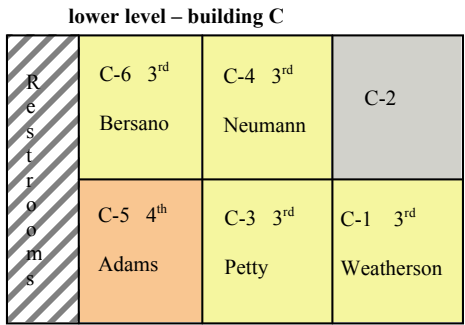 lower level – building C
Restrooms
C-6 3rd
Bersano
C-4 3rd
Neumann
C-2
C-5 4th
Adams
C-3 3rd
Petty
C-1 3rd
Weatherson